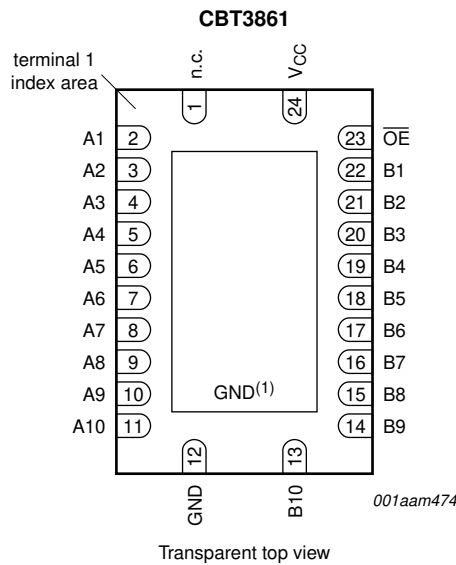 CBT3861
terminal 1
index area
n.c.
VCC
1
24
A1 2 23 OE
A2 3 22 B1
A3 4 21 B2
A4 5 20 B3
A5 6 19 B4
A6 7 18 B5
A7 8 17 B6
A8 9 16 B7
A9 10 15 B8
A10 11 14 B9
GND(1)
12
13
GND
B10
001aam474
Transparent top view